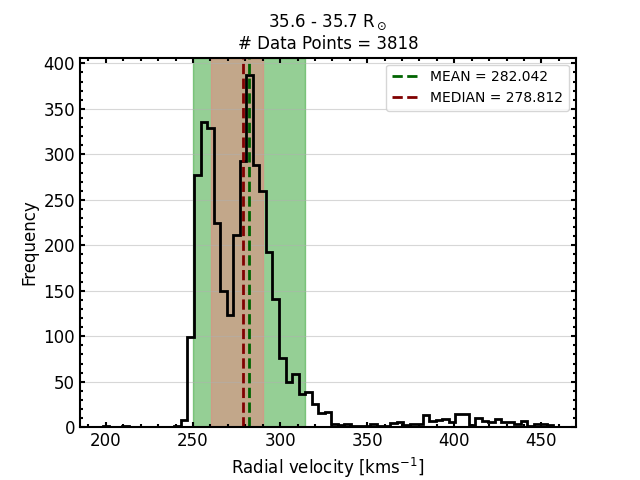 35.6 - 35.7 R⊙
# Data Points = 3818
MEAN = 282.042
MEDIAN = 278.812
400
350
300
250
200
150
100
50
0
Frequency
200 250 300 350 400 450
Radial velocity [kms⁻¹]